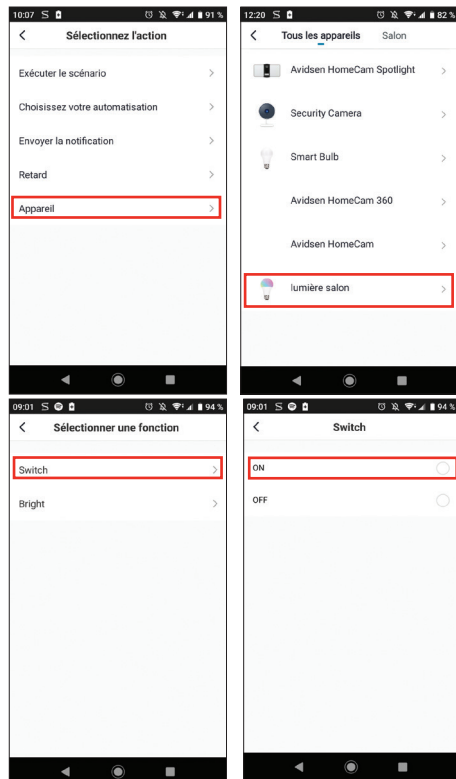 10:07 S 91 %
Sélectionnez l'action
Exécuter le scénario
Choisissez votre automatisation
Envoyer la notification
Retard
Appareil
12:20 S 82 %
Tous les appareils Salon
Avidsen HomeCam Spotlight
Security Camera
Smart Bulb
Avidsen HomeCam 360
Avidsen HomeCam
lumière salon
09:01 S 94 %
Sélectionner une fonction
Switch
Bright
09:01 S 94 %
Switch
ON
OFF